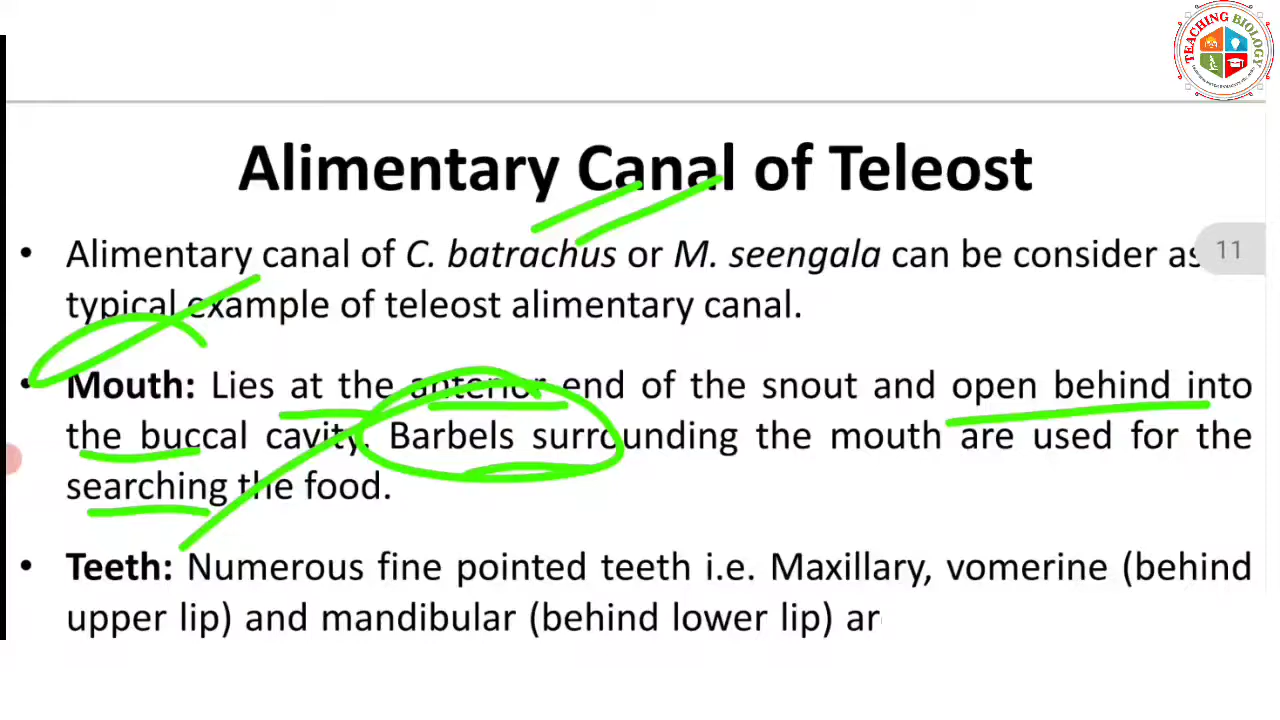 TEACHING BIOLOGY
Alimentary Canal of Teleost
11
• Alimentary canal of C. batrachus or M. seengala can be consider as
typical example of teleost alimentary canal.
• Mouth: Lies at the anterior end of the snout and open behind into
the buccal cavity. Barbels surrounding the mouth are used for the
searching the food.
• Teeth: Numerous fine pointed teeth i.e. Maxillary, vomerine (behind
upper lip) and mandibular (behind lower lip)